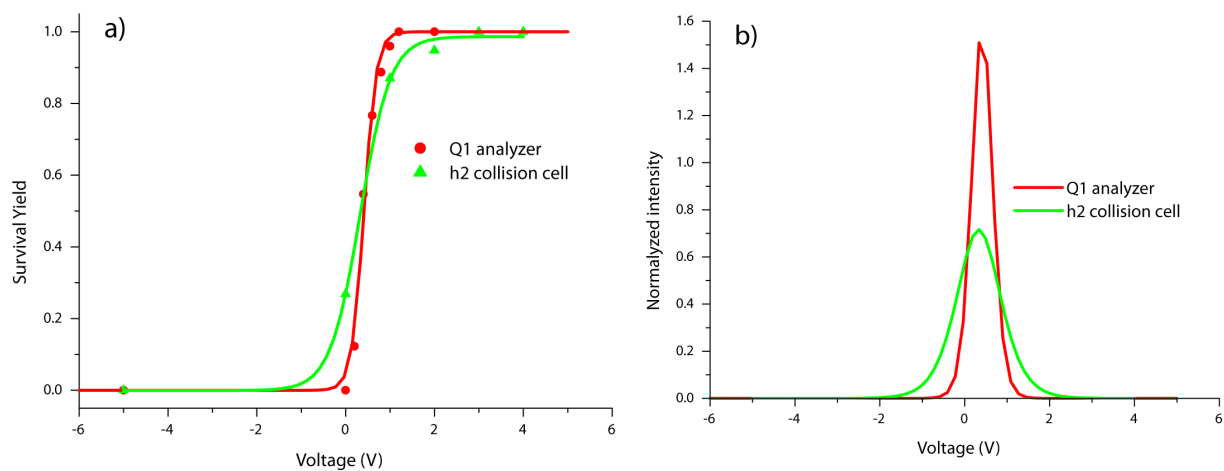 a)
1.0
0.8
0.6
0.4
0.2
0.0
Survival Yield
Q1 analyzer
h2 collision cell
-6 -4 -2 0 2 4 6
Voltage (V)
b)
1.6
1.4
1.2
1.0
0.8
0.6
0.4
0.2
0.0
Normalized intensity
Q1 analyzer
h2 collision cell
-6 -4 -2 0 2 4 6
Voltage (V)